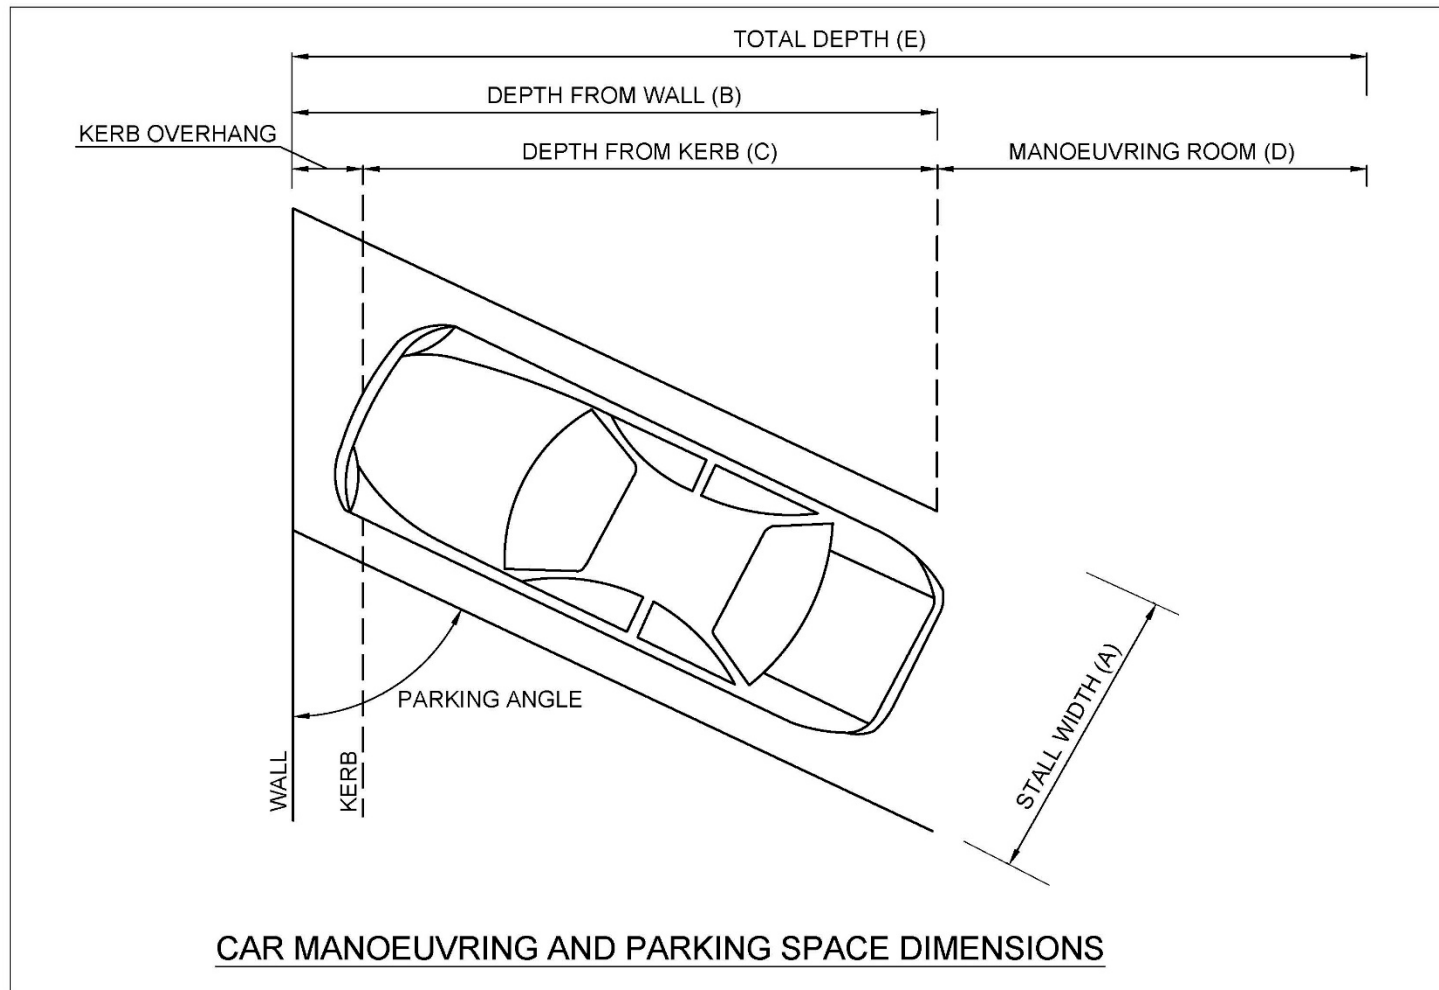 TOTAL DEPTH (E)
DEPTH FROM WALL (B)
KERB OVERHANG
DEPTH FROM KERB (C)
MANOEUVRING ROOM (D)
PARKING ANGLE
STALL WIDTH (A)
WALL
KERB
CAR MANOEUVRING AND PARKING SPACE DIMENSIONS